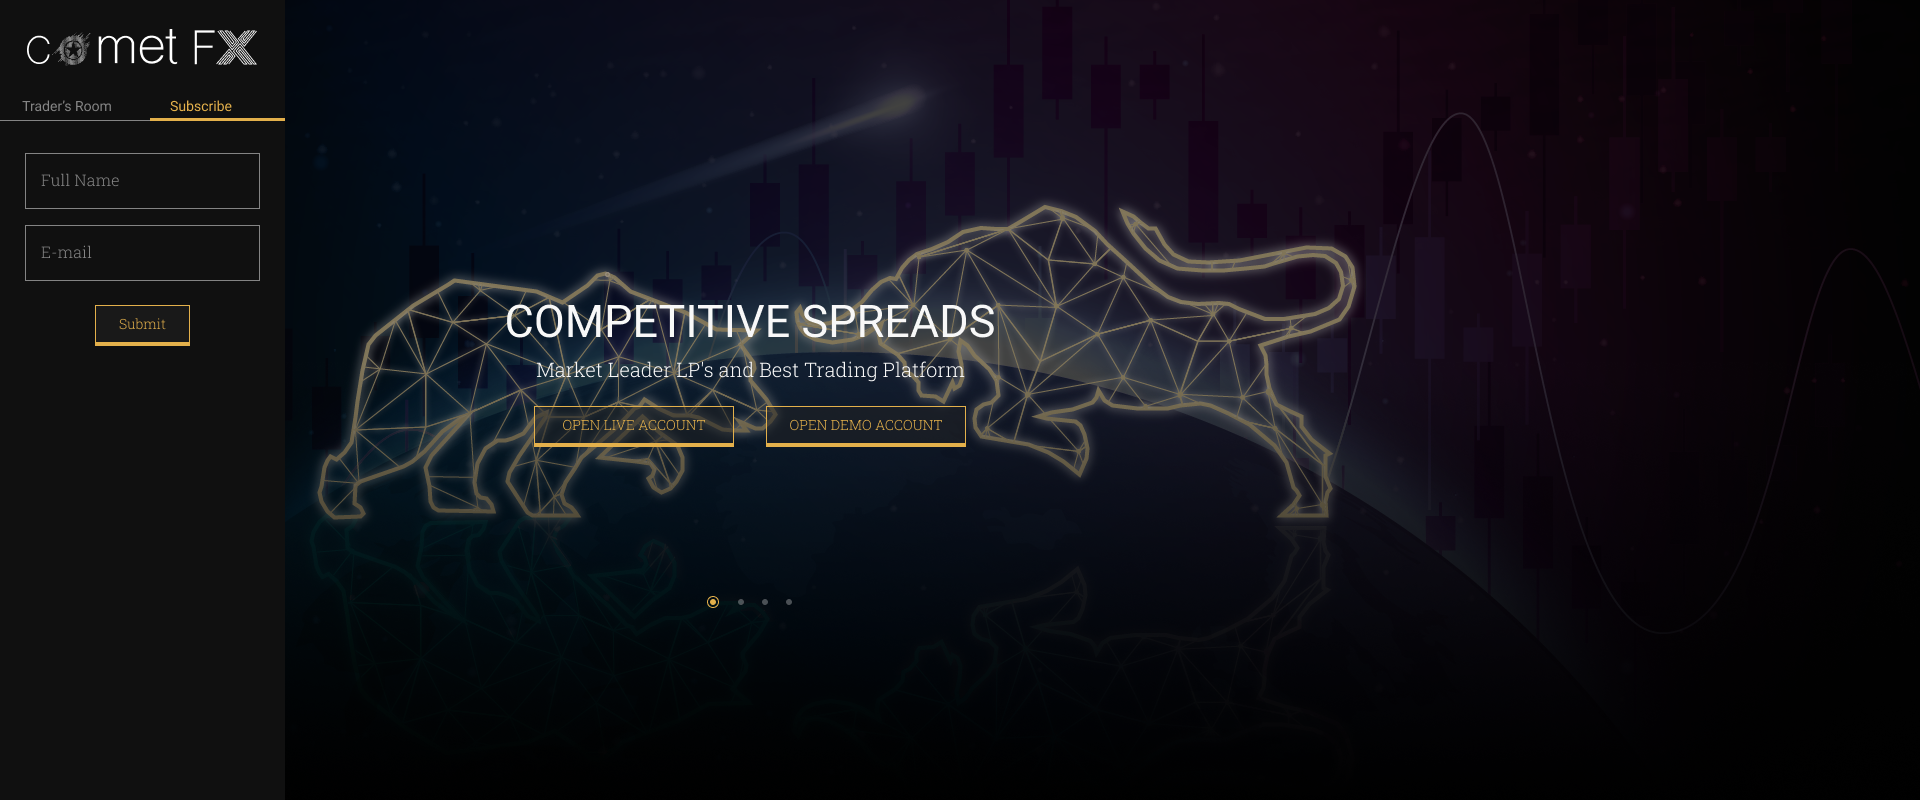 comet FX
Trader's Room
Subscribe
Full Name
E-mail
Submit
COMPETITIVE SPREADS
Market Leader LP's and Best Trading Platform
OPEN LIVE ACCOUNT
OPEN DEMO ACCOUNT